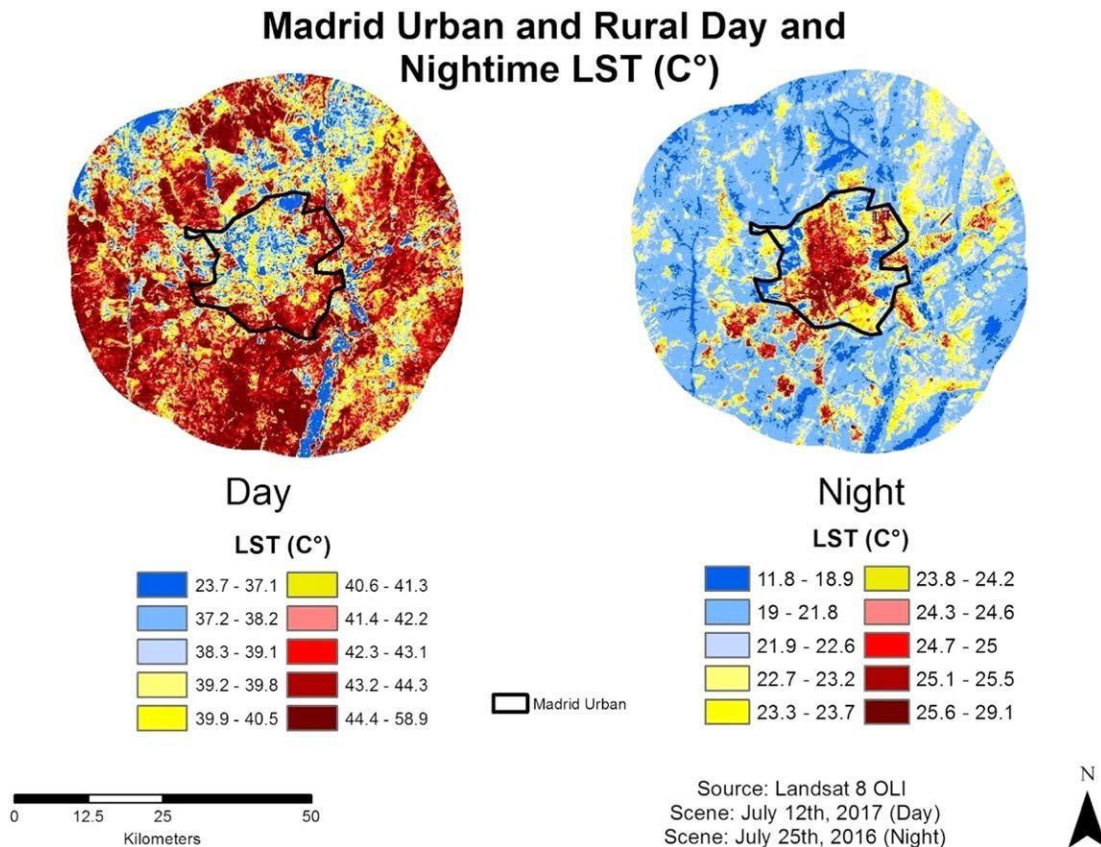 Madrid Urban and Rural Day and
Nightime LST (C°)
Day
Night
LST (C°)
23.7 - 37.1
40.6 - 41.3
37.2 - 38.2
41.4 - 42.2
38.3 - 39.1
42.3 - 43.1
39.2 - 39.8
43.2 - 44.3
39.9 - 40.5
44.4 - 58.9
Madrid Urban
LST (C°)
11.8 - 18.9
23.8 - 24.2
19 - 21.8
24.3 - 24.6
21.9 - 22.6
24.7 - 25
22.7 - 23.2
25.1 - 25.5
23.3 - 23.7
25.6 - 29.1
0 12.5 25 50
Kilometers
Source: Landsat 8 OLI
Scene: July 12th, 2017 (Day)
Scene: July 25th, 2016 (Night)
N